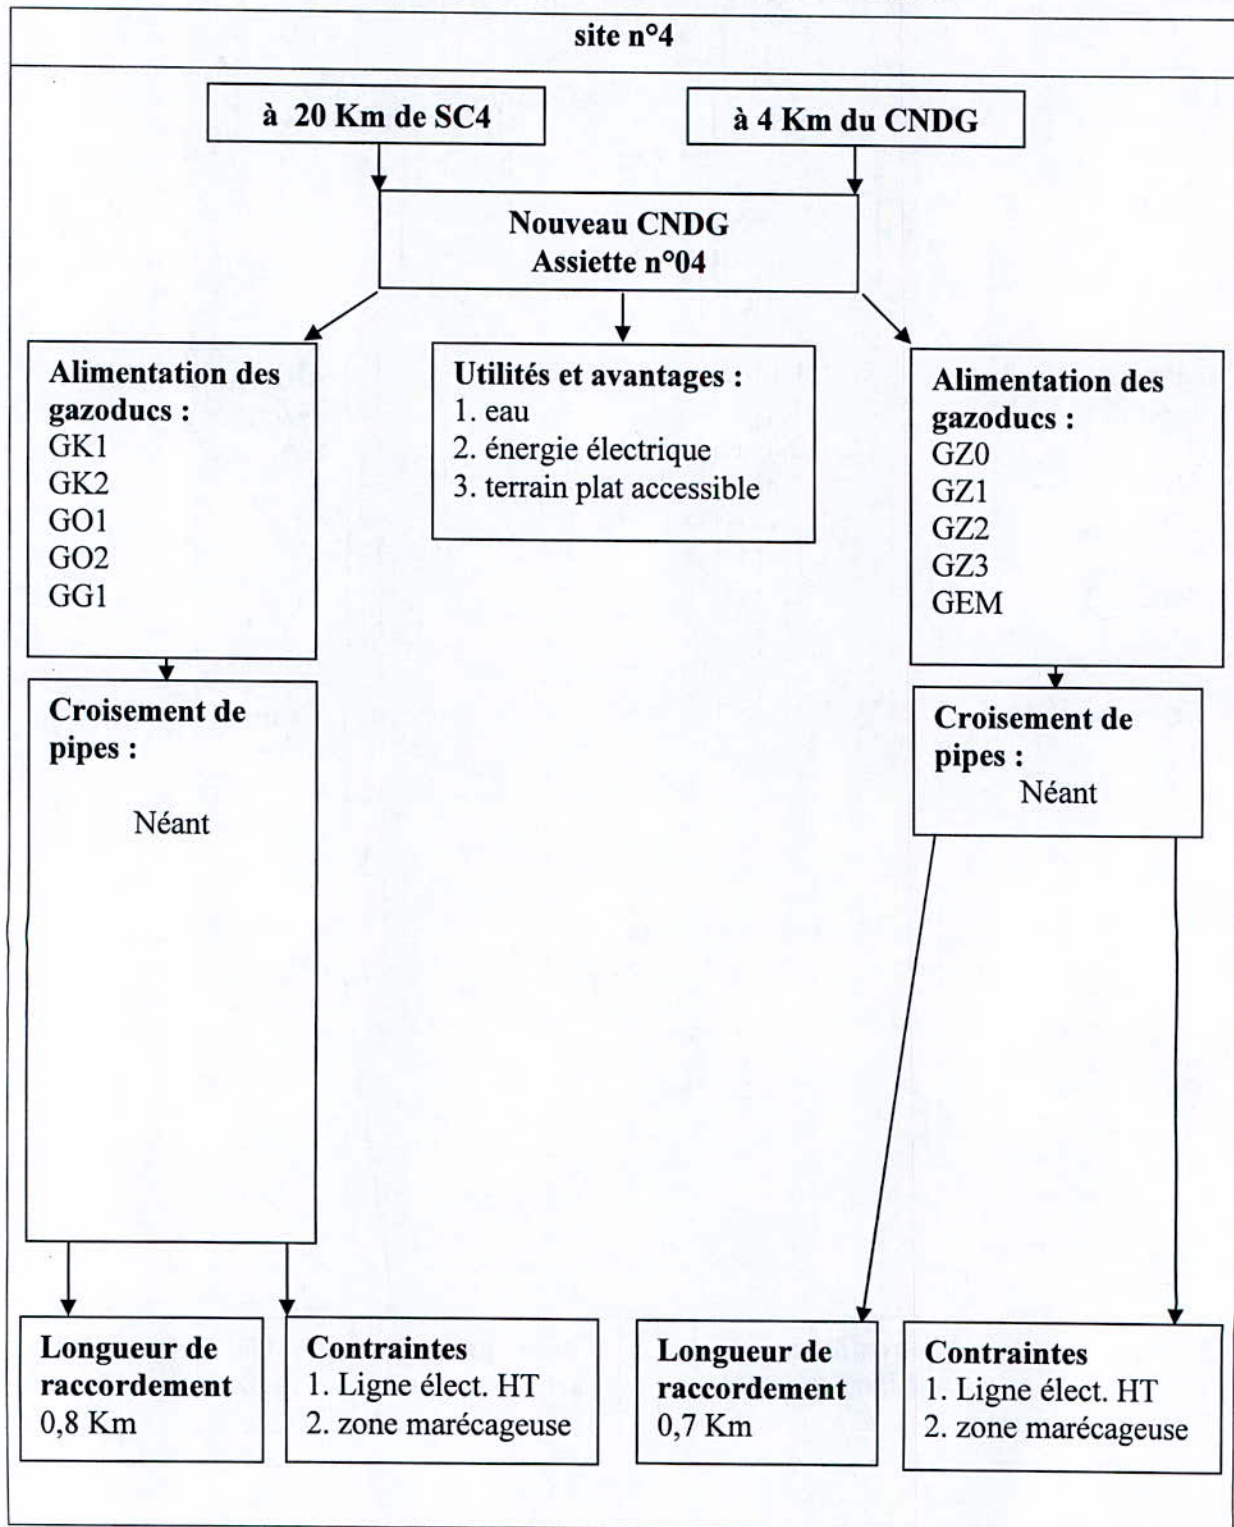 site n°4
à 20 Km de SC4
à 4 Km du CNDG
Nouveau CNDG
Assiette n°04
Alimentation des
gazoducs :
GK1
GK2
GO1
GO2
GG1
Utilités et avantages :
1. eau
2. énergie électrique
3. terrain plat accessible
Alimentation des
gazoducs :
GZ0
GZ1
GZ2
GZ3
GEM
Croisement de
pipes :
Néant
Croisement de
pipes :
Néant
Longueur de
raccordement
0,8 Km
Contraintes
1. Ligne élect. HT
2. zone marécageuse
Longueur de
raccordement
0,7 Km
Contraintes
1. Ligne élect. HT
2. zone marécageuse